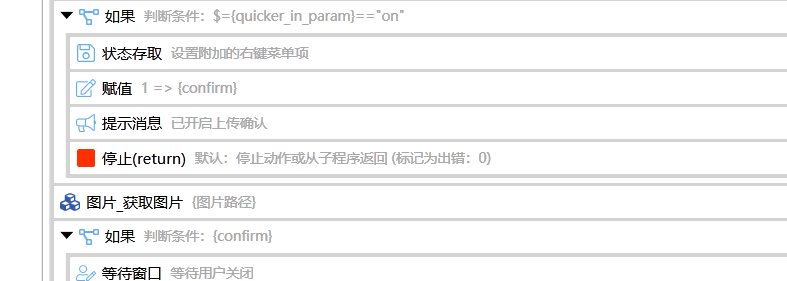 如果 判断条件：$={quicker_in_param}=="on"
状态存取 设置附加的右键菜单项
赋值 1 => {confirm}
提示消息 已开启上传确认
停止(return) 默认：停止动作或从子程序返回 (标记为出错：0)
图片_获取图片 {图片路径}
如果 判断条件：{confirm}
等待窗口 等待用户关闭